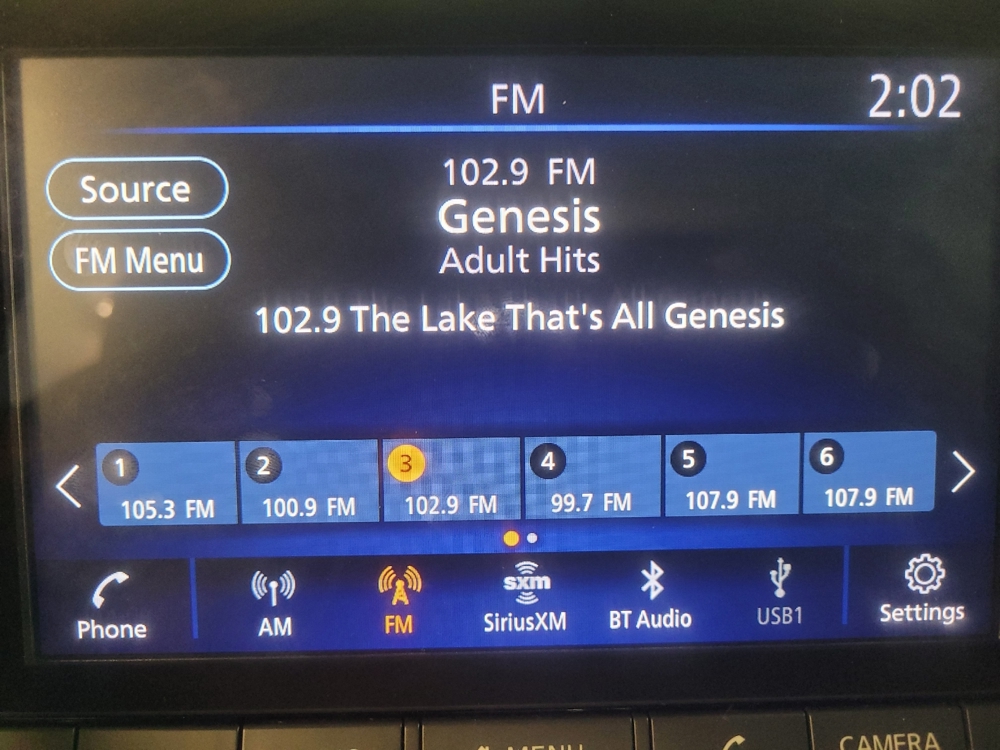 FM
2:02
Source
102.9 FM
Genesis
FM Menu
Adult Hits
102.9 The Lake That's All Genesis
1
2
3
4
5
6
105.3 FM
100.9 FM
102.9 FM
99.7 FM
107.9 FM
107.9 FM
sxm
Phone
AM
FM
SiriusXM
BT Audio
USB1
Settings
MENU
CAMERA